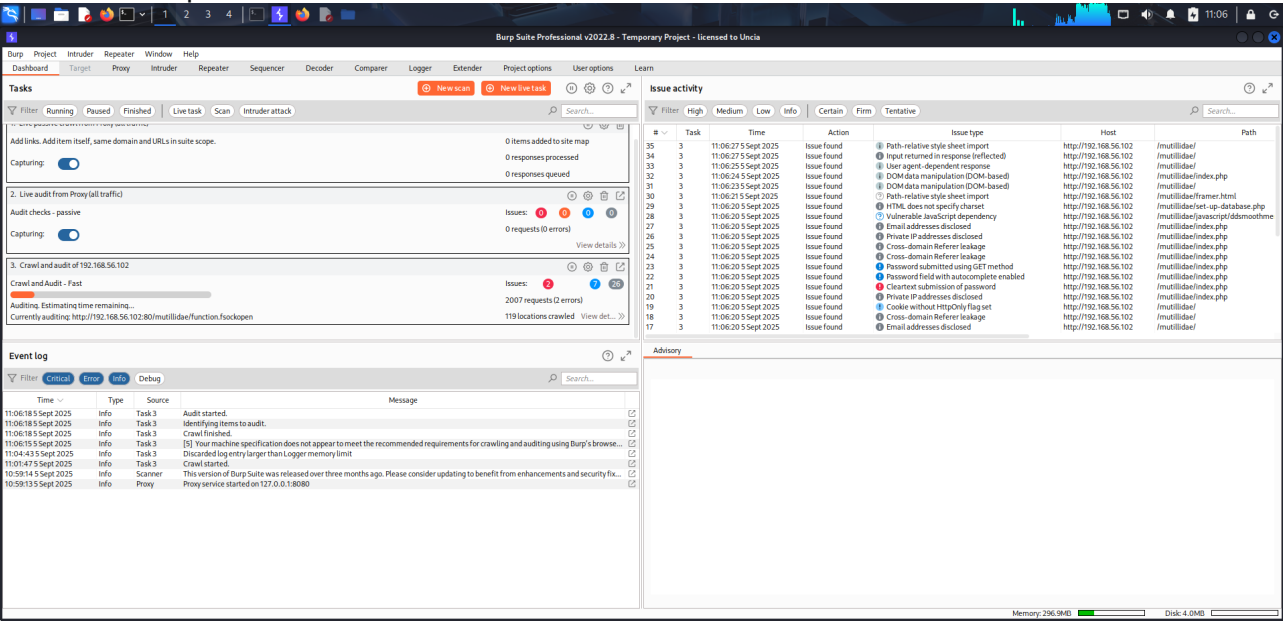 1 2 3 4 11:06
Burp Suite Professional v2022.8 - Temporary Project - licensed to Uncia
Burp Project Intruder Repeater Window Help
Dashboard Target Proxy Intruder Repeater Sequencer Decoder Comparer Logger Extender Project options User options Learn
Tasks
New scan New live task
Filter Running Paused Finished Live task Scan Intruder attack Search...
1. Live passive crawl from Proxy (all traffic)
Add links. Add item itself, same domain and URLs in suite scope. 0 items added to site map
Capturing: 0 responses processed
0 responses queued
2. Live audit from Proxy (all traffic)
Audit checks - passive Issues: 0 0 0 0
Capturing: 0 requests (0 errors)
View details
3. Crawl and audit of 192.168.56.102
Crawl and Audit - Fast Issues: 2 7 26
2007 requests (2 errors)
Auditing. Estimating time remaining...
Currently auditing: http://192.168.56.102:80/mutillidae/function.fsockopen 119 locations crawled View det...
Event log
Filter Critical Error Info Debug Search...
Time Type Source Message
11:06:18 5 Sept 2025 Info Task 3 Audit started.
11:06:18 5 Sept 2025 Info Task 3 Identifying items to audit.
11:06:18 5 Sept 2025 Info Task 3 Crawl finished.
11:06:15 5 Sept 2025 Info Task 3 [5] Your machine specification does not appear to meet the recommended requirements for crawling and auditing using Burp's browse...
11:04:43 5 Sept 2025 Info Task 3 Discarded log entry larger than Logger memory limit
11:01:47 5 Sept 2025 Info Task 3 Crawl started.
10:59:14 5 Sept 2025 Info Scanner This version of Burp Suite was released over three months ago. Please consider updating to benefit from enhancements and security fix...
10:59:13 5 Sept 2025 Info Proxy Proxy service started on 127.0.0.1:8080
Issue activity
Filter High Medium Low Info Certain Firm Tentative Search...
# Task Time Action Issue type Host Path
35 3 11:06:27 5 Sept 2025 Issue found Path-relative style sheet import http://192.168.56.102 /mutillidae/
34 3 11:06:27 5 Sept 2025 Issue found Input returned in response (reflected) http://192.168.56.102 /mutillidae/
33 3 11:06:25 5 Sept 2025 Issue found User agent-dependent response http://192.168.56.102 /mutillidae/
32 3 11:06:24 5 Sept 2025 Issue found DOM data manipulation (DOM-based) http://192.168.56.102 /mutillidae/index.php
31 3 11:06:23 5 Sept 2025 Issue found DOM data manipulation (DOM-based) http://192.168.56.102 /mutillidae/
30 3 11:06:21 5 Sept 2025 Issue found Path-relative style sheet import http://192.168.56.102 /mutillidae/framer.html
29 3 11:06:20 5 Sept 2025 Issue found HTML does not specify charset http://192.168.56.102 /mutillidae/set-up-database.php
28 3 11:06:20 5 Sept 2025 Issue found Vulnerable JavaScript dependency http://192.168.56.102 /mutillidae/javascript/ddsmoothme
27 3 11:06:20 5 Sept 2025 Issue found Email addresses disclosed http://192.168.56.102 /mutillidae/index.php
26 3 11:06:20 5 Sept 2025 Issue found Private IP addresses disclosed http://192.168.56.102 /mutillidae/index.php
25 3 11:06:20 5 Sept 2025 Issue found Cross-domain Referer leakage http://192.168.56.102 /mutillidae/index.php
24 3 11:06:20 5 Sept 2025 Issue found Cross-domain Referer leakage http://192.168.56.102 /mutillidae/index.php
23 3 11:06:20 5 Sept 2025 Issue found Password submitted using GET method http://192.168.56.102 /mutillidae/index.php
22 3 11:06:20 5 Sept 2025 Issue found Password field with autocomplete enabled http://192.168.56.102 /mutillidae/index.php
21 3 11:06:20 5 Sept 2025 Issue found Cleartext submission of password http://192.168.56.102 /mutillidae/index.php
20 3 11:06:20 5 Sept 2025 Issue found Private IP addresses disclosed http://192.168.56.102 /mutillidae/
19 3 11:06:20 5 Sept 2025 Issue found Cookie without HttpOnly flag set http://192.168.56.102 /mutillidae/
18 3 11:06:20 5 Sept 2025 Issue found Cross-domain Referer leakage http://192.168.56.102 /mutillidae/
17 3 11:06:20 5 Sept 2025 Issue found Email addresses disclosed http://192.168.56.102 /mutillidae/
Advisory
Memory: 296.9MB Disk: 4.0MB